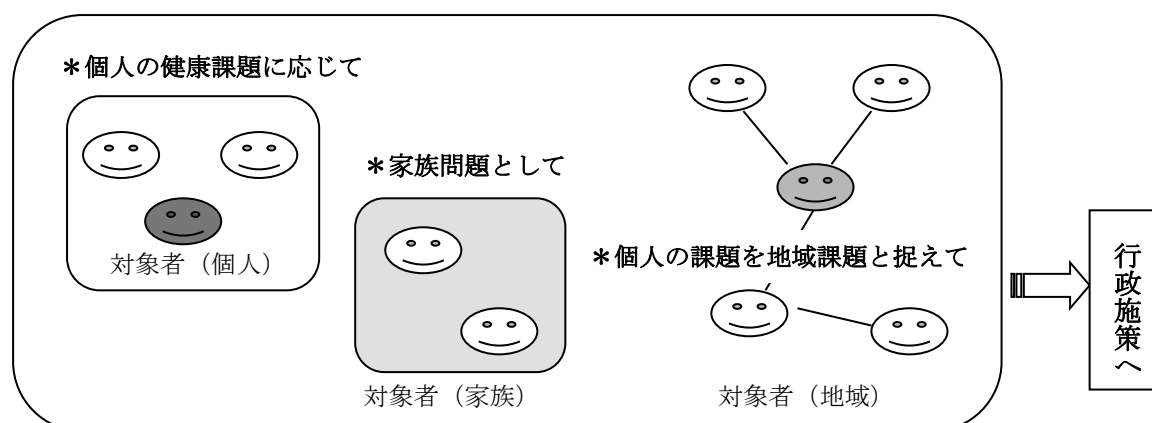 ＊個人の健康課題に応じて
対象者（個人）
＊家族問題として
対象者（家族）
＊個人の課題を地域課題と捉えて
対象者（地域）
行政施策へ